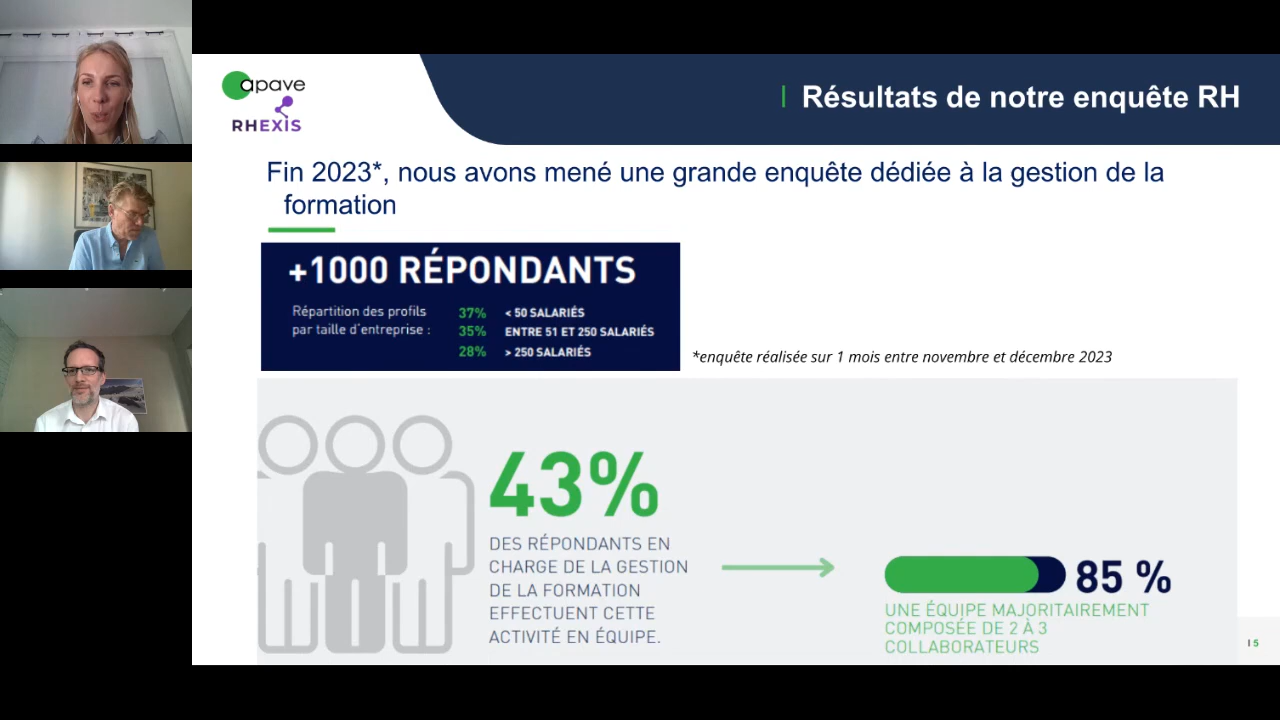 apave
RHEXIS
| Résultats de notre enquête RH
Fin 2023*, nous avons mené une grande enquête dédiée à la gestion de la
formation
+1000 RÉPONDANTS
Répartition des profils
par taille d'entreprise :
37% < 50 SALARIÉS
35% ENTRE 51 ET 250 SALARIÉS
28% > 250 SALARIÉS
*enquête réalisée sur 1 mois entre novembre et décembre 2023
43%
DES RÉPONDANTS EN
CHARGE DE LA GESTION
DE LA FORMATION
EFFECTUENT CETTE
ACTIVITÉ EN ÉQUIPE.
85 %
UNE ÉQUIPE MAJORITAIREMENT
COMPOSÉE DE 2 À 3
COLLABORATEURS
I 5